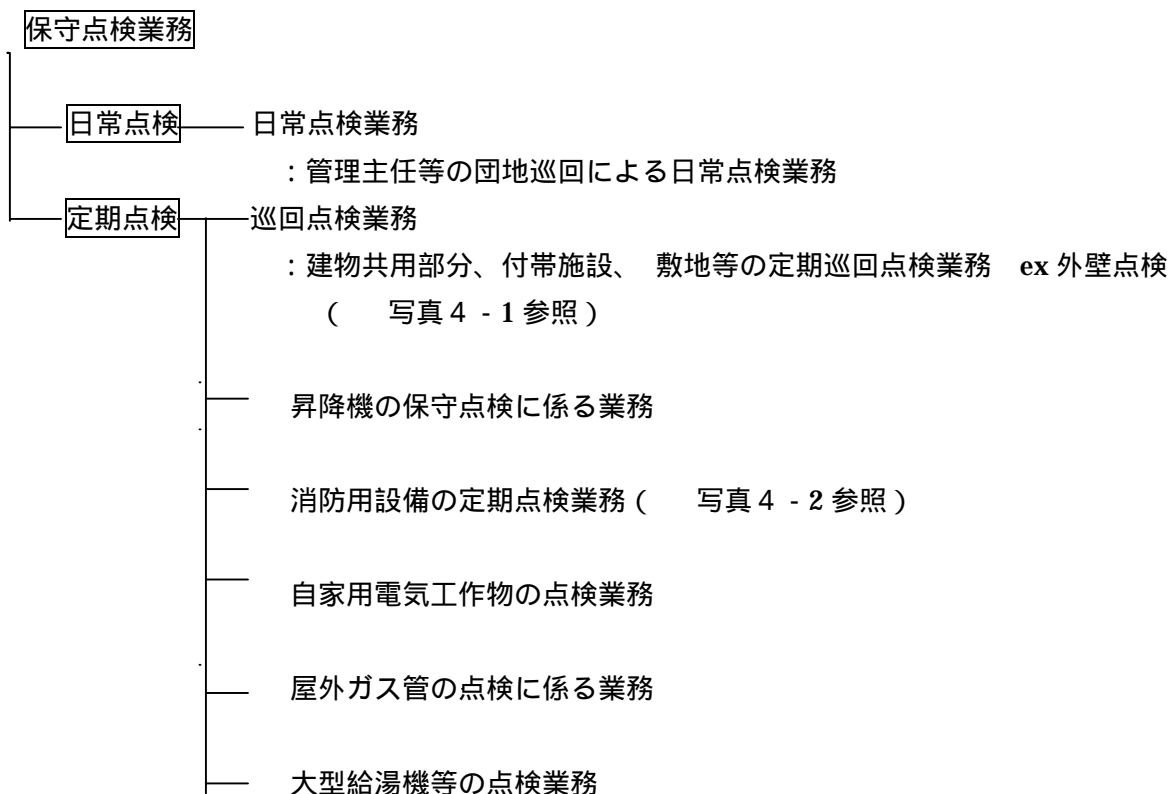 保守点検業務
日常点検 日常点検業務
：管理主任等の団地巡回による日常点検業務
定期点検 巡回点検業務
：建物共用部分、付帯施設、 敷地等の定期巡回点検業務 ex 外壁点検
（ 写真４‐1 参照）
昇降機の保守点検に係る業務
消防用設備の定期点検業務（ 写真４‐2 参照）
自家用電気工作物の点検業務
屋外ガス管の点検に係る業務
大型給湯機等の点検業務